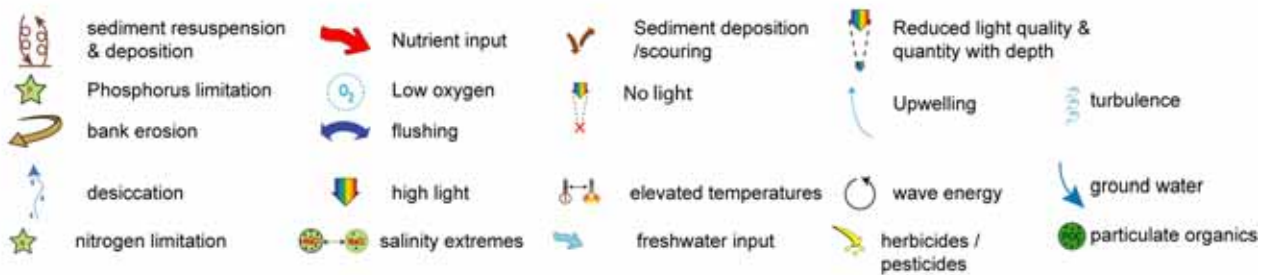 sediment resuspension
& deposition
Nutrient input
Sediment deposition
/scouring
Reduced light quality &
quantity with depth
Phosphorus limitation
O₂
Low oxygen
No light
Upwelling
turbulence
bank erosion
flushing
desiccation
high light
elevated temperatures
wave energy
ground water
nitrogen limitation
salinity extremes
freshwater input
herbicides /
pesticides
particulate organics